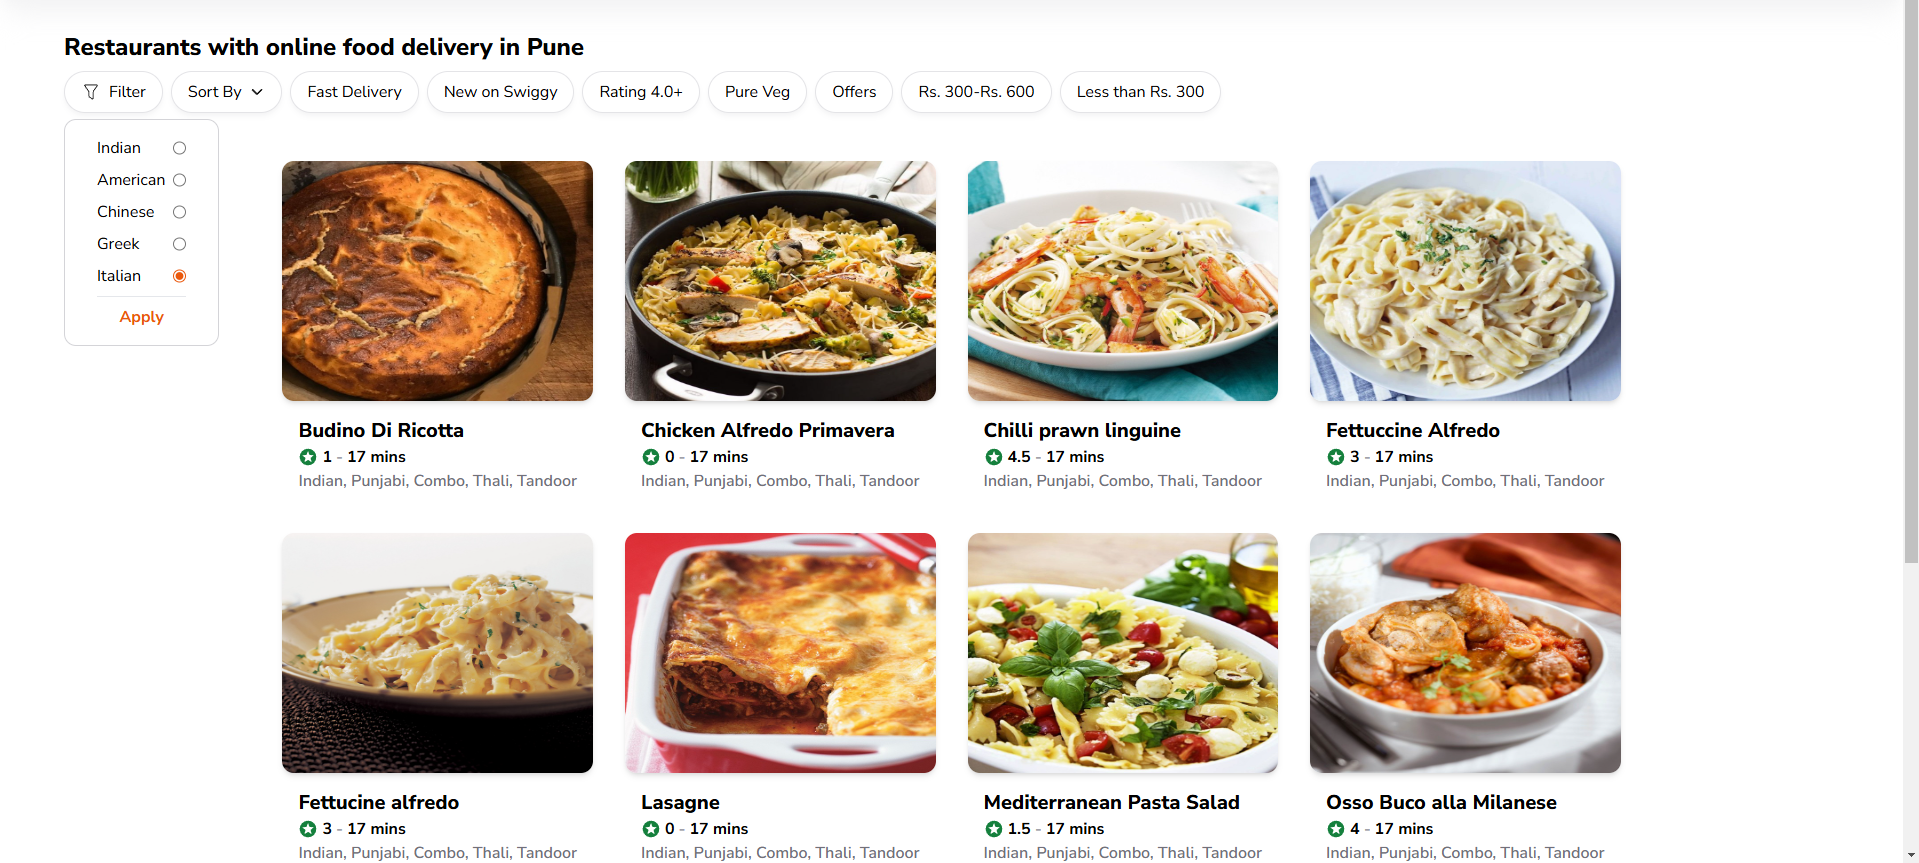 Restaurants with online food delivery in Pune
Filter
Sort By
Fast Delivery
New on Swiggy
Rating 4.0+
Pure Veg
Offers
Rs. 300-Rs. 600
Less than Rs. 300
Indian
American
Chinese
Greek
Italian
Apply
Budino Di Ricotta
1 - 17 mins
Indian, Punjabi, Combo, Thali, Tandoor
Chicken Alfredo Primavera
0 - 17 mins
Indian, Punjabi, Combo, Thali, Tandoor
Chilli prawn linguine
4.5 - 17 mins
Indian, Punjabi, Combo, Thali, Tandoor
Fettuccine Alfredo
3 - 17 mins
Indian, Punjabi, Combo, Thali, Tandoor
Fettucine alfredo
3 - 17 mins
Indian, Punjabi, Combo, Thali, Tandoor
Lasagne
0 - 17 mins
Indian, Punjabi, Combo, Thali, Tandoor
Mediterranean Pasta Salad
1.5 - 17 mins
Indian, Punjabi, Combo, Thali, Tandoor
Osso Buco alla Milanese
4 - 17 mins
Indian, Punjabi, Combo, Thali, Tandoor